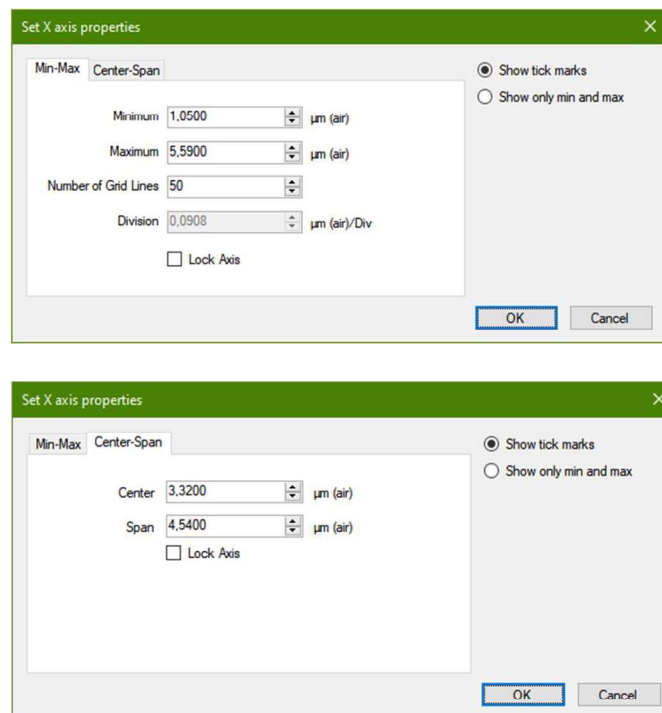 Set X axis properties
Min-Max Center-Span
Show tick marks
Show only min and max
Minimum 1,0500 µm (air)
Maximum 5,5900 µm (air)
Number of Grid Lines 50
Division 0,0908 µm (air)/Div
Lock Axis
OK Cancel
Set X axis properties
Min-Max Center-Span
Show tick marks
Show only min and max
Center 3,3200 µm (air)
Span 4,5400 µm (air)
Lock Axis
OK Cancel